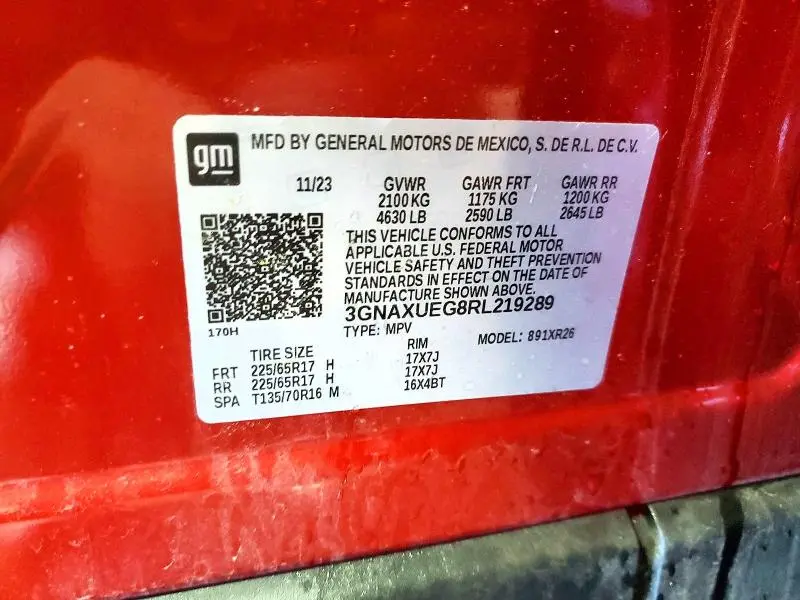 gm
MFD BY GENERAL MOTORS DE MEXICO, S. DE R.L. DE C.V.
11/23 GVWR GAWR FRT GAWR RR
2100 KG 1175 KG 1200 KG
4630 LB 2590 LB 2645 LB
THIS VEHICLE CONFORMS TO ALL
APPLICABLE U.S. FEDERAL MOTOR
VEHICLE SAFETY AND THEFT PREVENTION
STANDARDS IN EFFECT ON THE DATE OF
MANUFACTURE SHOWN ABOVE.
3GNAXUEG8RL219289
170H
TYPE: MPV MODEL: 891XR26
TIRE SIZE RIM
FRT 225/65R17 H 17X7J
RR 225/65R17 H 17X7J
SPA T135/70R16 M 16X4BT